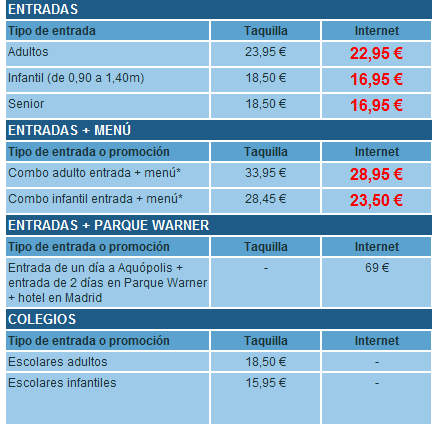 ENTRADAS
Tipo de entrada Taquilla Internet
Adultos 23,95 € 22,95 €
Infantil (de 0,90 a 1,40m) 18,50 € 16,95 €
Senior 18,50 € 16,95 €
ENTRADAS + MENÚ
Tipo de entrada o promoción Taquilla Internet
Combo adulto entrada + menú* 33,95 € 28,95 €
Combo infantil entrada + menú* 28,45 € 23,50 €
ENTRADAS + PARQUE WARNER
Tipo de entrada o promoción Taquilla Internet
Entrada de un día a Aquópolis + - 69 €
entrada de 2 días en Parque Warner
+ hotel en Madrid
COLEGIOS
Tipo de entrada o promoción Taquilla Internet
Escolares adultos 18,50 € -
Escolares infantiles 15,95 € -